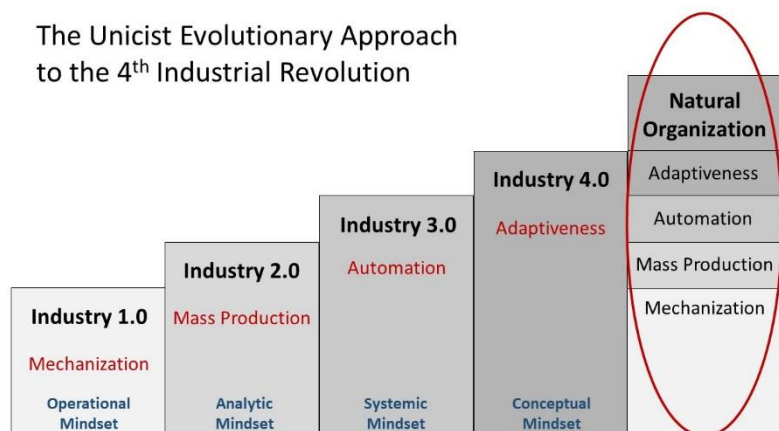 The Unicist Evolutionary Approach
to the 4th Industrial Revolution
Industry 1.0
Mechanization
Operational
Mindset
Industry 2.0
Mass Production
Analytic
Mindset
Industry 3.0
Automation
Systemic
Mindset
Industry 4.0
Adaptiveness
Conceptual
Mindset
Natural
Organization
Adaptiveness
Automation
Mass Production
Mechanization